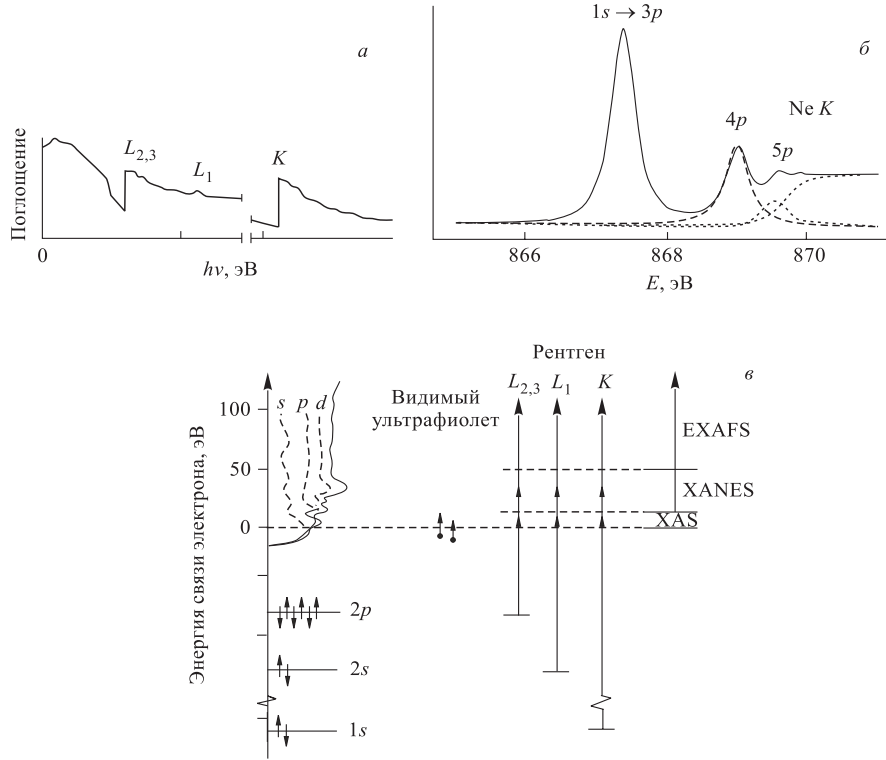 а
Поглощение
L2,3
L1
K
0
hν, эВ
1s → 3p
б
Ne K
4p
5p
866
868
870
E, эВ
в
Рентген
Видимый
ультрафиолет
L2,3
L1
K
Энергия связи электрона, эВ
100
50
0
s
p
d
EXAFS
XANES
XAS
2p
2s
1s